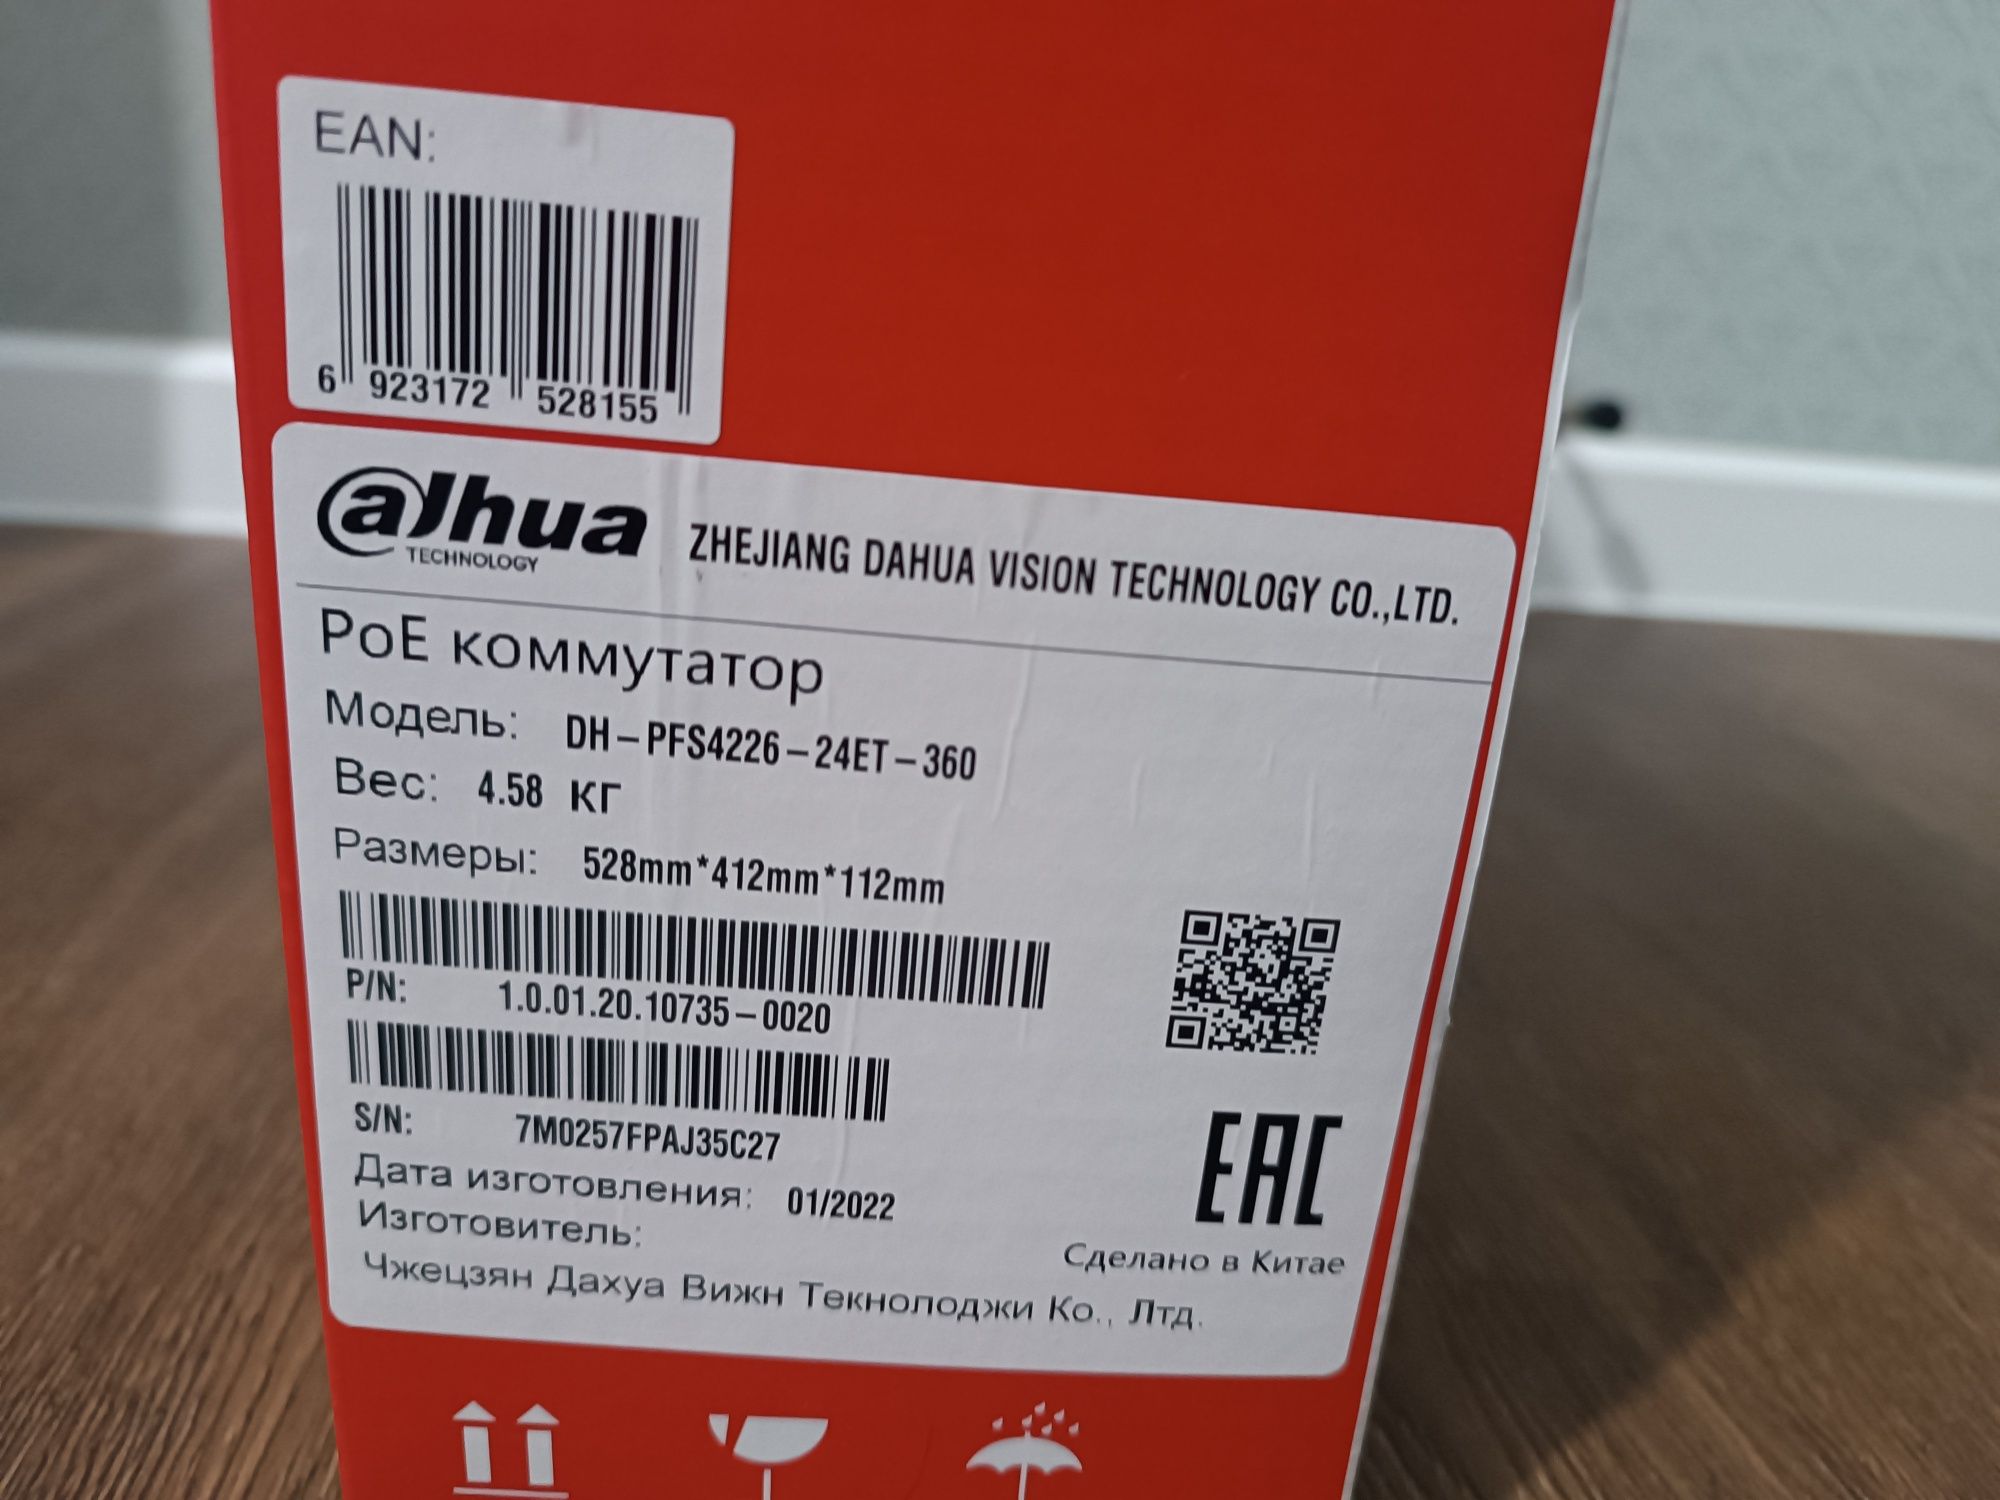 EAN:
6 923172 528155
alhua
TECHNOLOGY
ZHEJIANG DAHUA VISION TECHNOLOGY CO.,LTD.
PoE коммутатор
Модель: DH-PFS4226-24ET-360
Вес: 4.58 кг
Размеры: 528mm*412mm*112mm
P/N: 1.0.01.20.10735-0020
S/N: 7M0257FPAJ35C27
Дата изготовления: 01/2022
Изготовитель:
Чжецзян Дахуа Вижн Текнолоджи Ко., Лтд.
EAC
Сделано в Китае